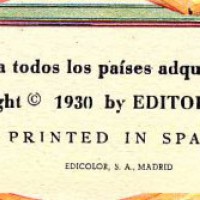 a todos los países adqu
ght © 1930 by EDITO
PRINTED IN SPA
EDICOLOR, S. A., MADRID